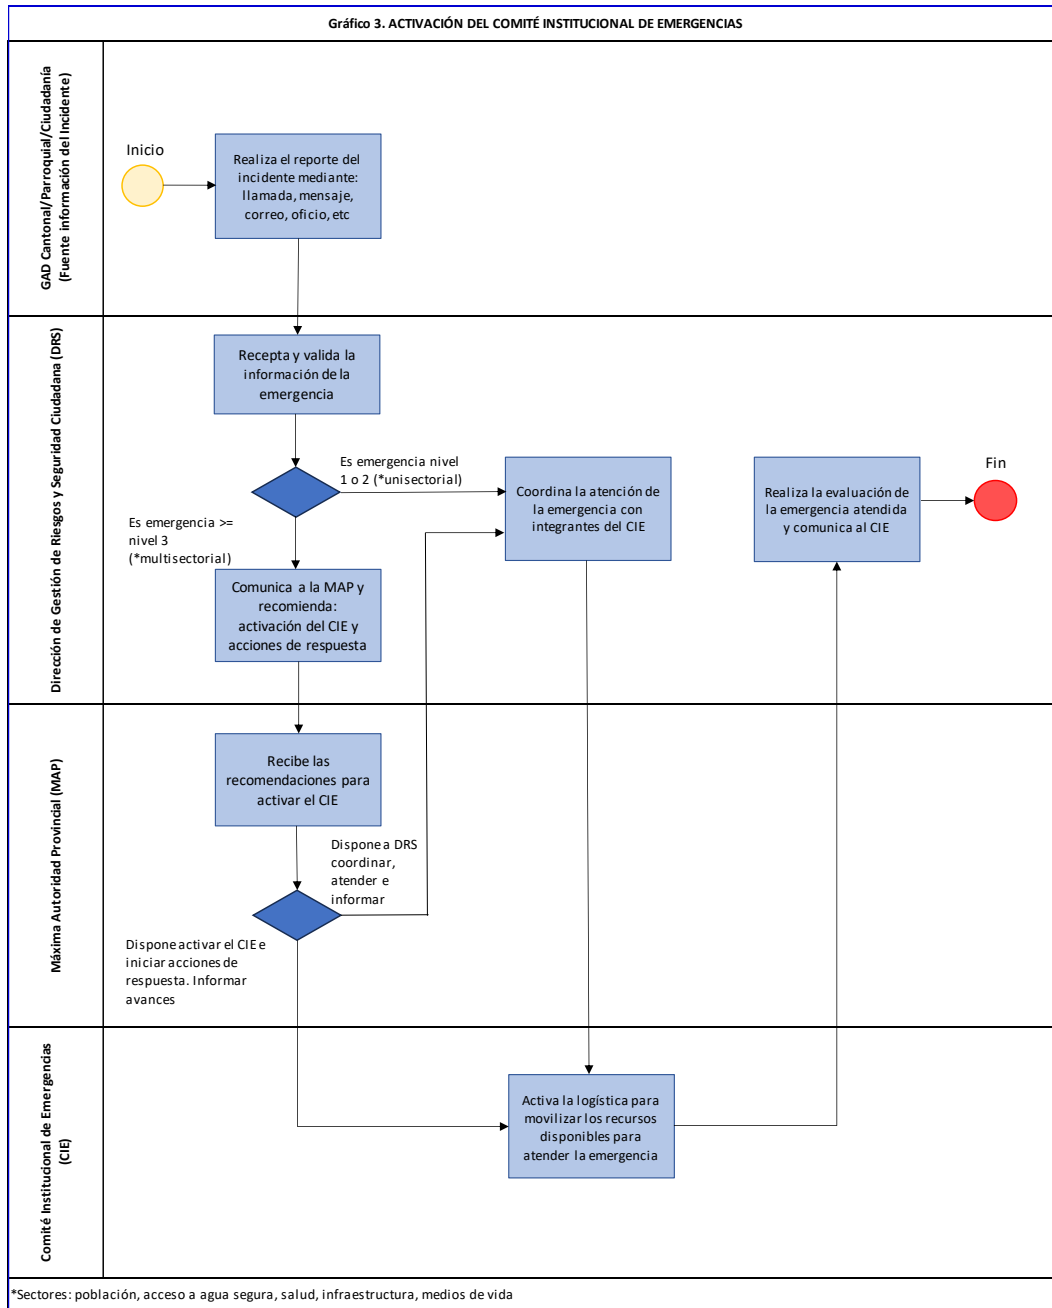 Gráfico 3. ACTIVACIÓN DEL COMITÉ INSTITUCIONAL DE EMERGENCIAS
GAD Cantonal/Parroquial/Ciudadanía
(Fuente información del Incidente)
Inicio
Realiza el reporte del
incidente mediante:
llamada, mensaje,
correo, oficio, etc
Dirección de Gestión de Riesgos y Seguridad Ciudadana (DRS)
Recepta y valida la
información de la
emergencia
Es emergencia nivel
1 o 2 (*unisectorial)
Es emergencia >=
nivel 3
(*multisectorial)
Comunica a la MAP y
recomienda:
activación del CIE y
acciones de respuesta
Coordina la atención de
la emergencia con
integrantes del CIE
Realiza la evaluación de
la emergencia atendida
y comunica al CIE
Fin
Máxima Autoridad Provincial (MAP)
Recibe las
recomendaciones para
activar el CIE
Dispone a DRS
coordinar,
atender e
informar
Dispone activar el CIE e
iniciar acciones de
respuesta. Informar
avances
Comité Institucional de Emergencias
(CIE)
Activa la logística para
movilizar los recursos
disponibles para
atender la emergencia
*Sectores: población, acceso a agua segura, salud, infraestructura, medios de vida